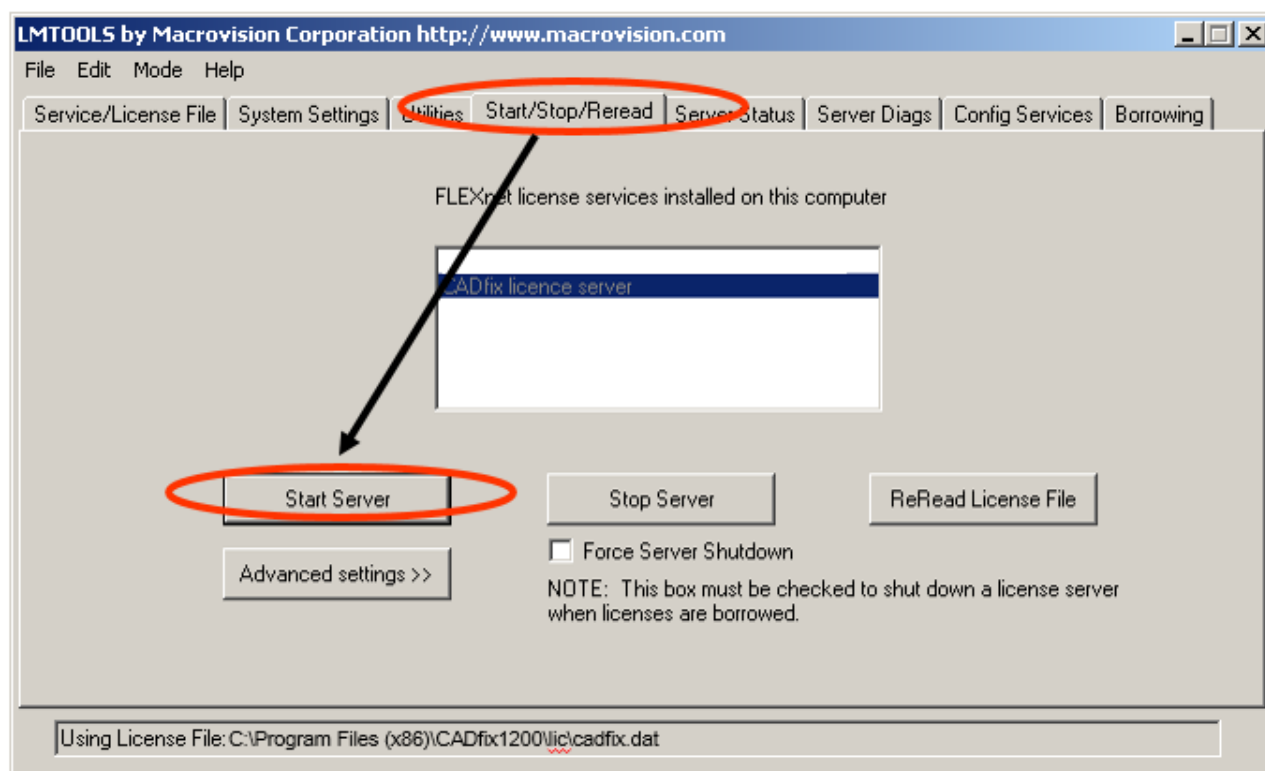 LMTOOLS by Macrovision Corporation http://www.macrovision.com
File Edit Mode Help
Service/License File System Settings Utilities Start/Stop/Reread Server Status Server Diags Config Services Borrowing
FLEXnet license services installed on this computer
CADfix licence server
Start Server Stop Server ReRead License File
Force Server Shutdown
Advanced settings >>
NOTE: This box must be checked to shut down a license server
when licenses are borrowed.
Using License File: C:\Program Files (x86)\CADfix1200\lic\cadfix.dat